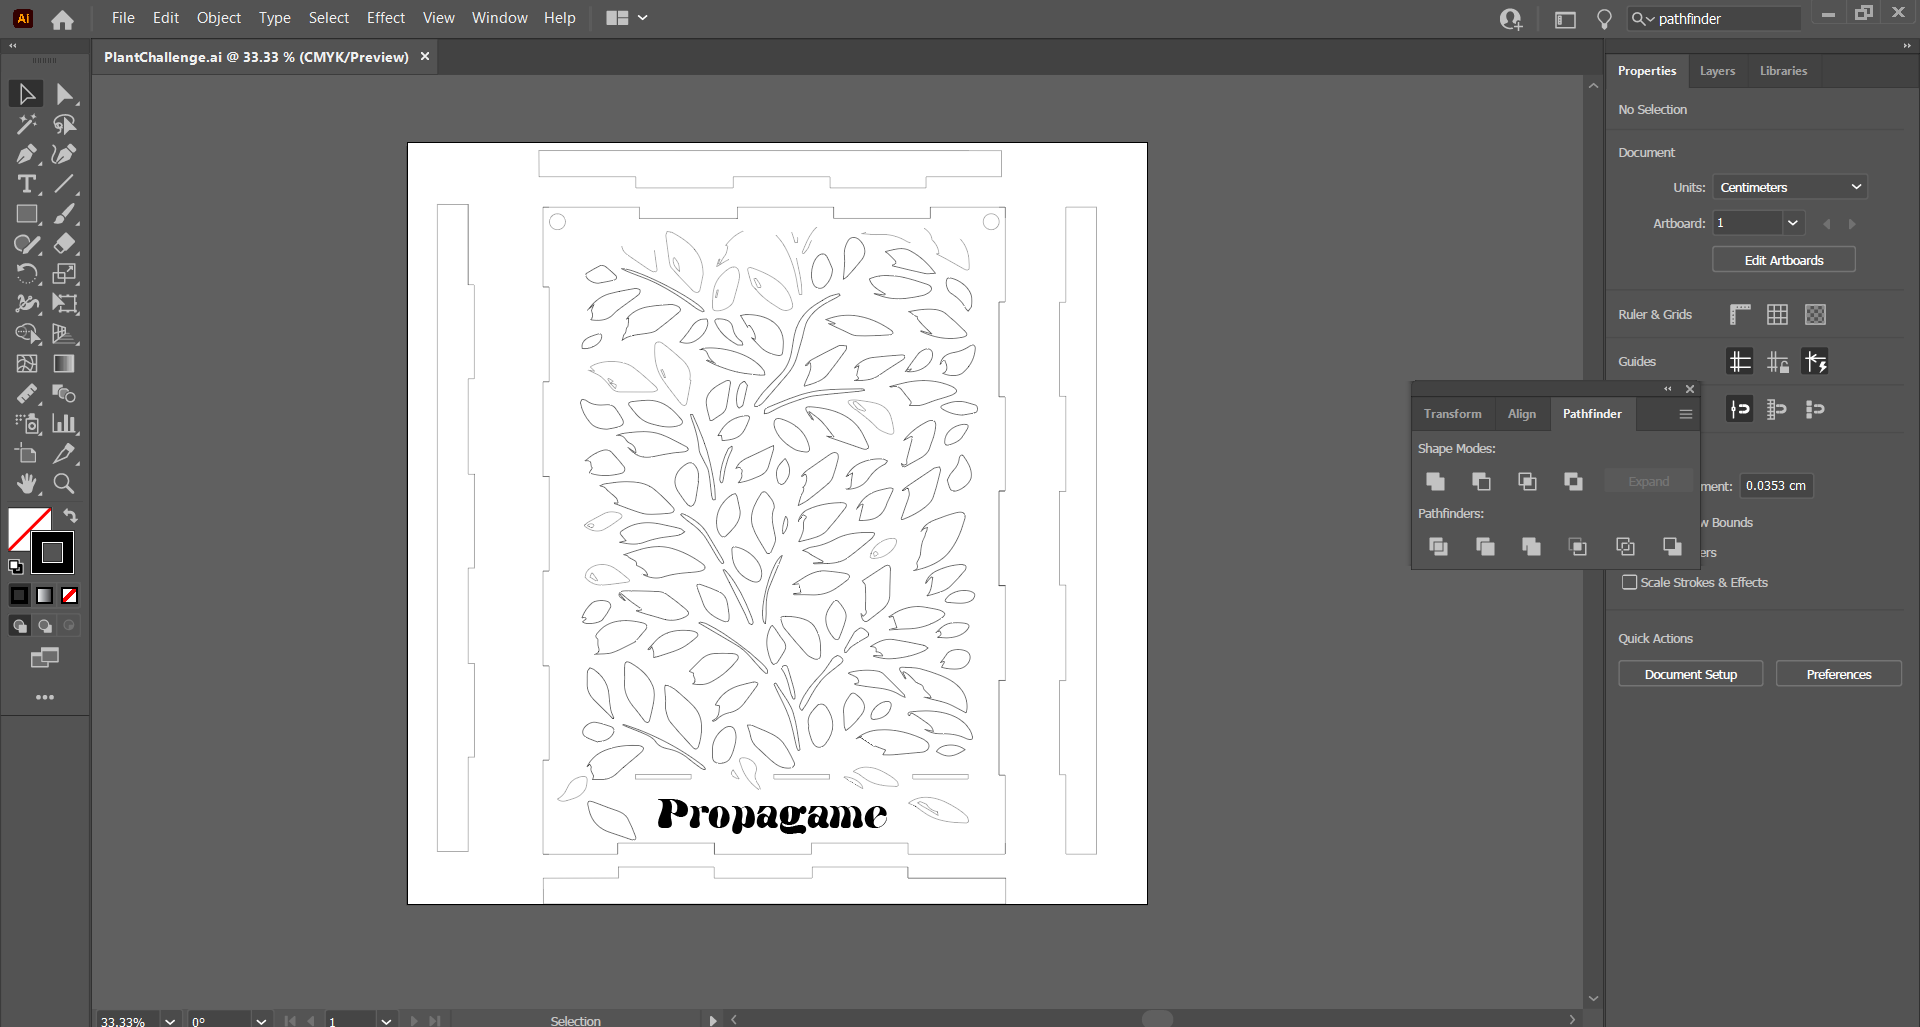 Ai File Edit Object Type Select Effect View Window Help pathfinder
PlantChallenge.ai @ 33.33 % (CMYK/Preview) ×
Properties Layers Libraries
No Selection
Document
Units: Centimeters
Artboard: 1
Edit Artboards
Ruler & Grids
Guides
Transform Align Pathfinder
Shape Modes:
Expand
ment: 0.0353 cm
Pathfinders:
w Bounds
ers
Scale Strokes & Effects
Quick Actions
Document Setup Preferences
Propagame
33.33% 0° 1 Selection